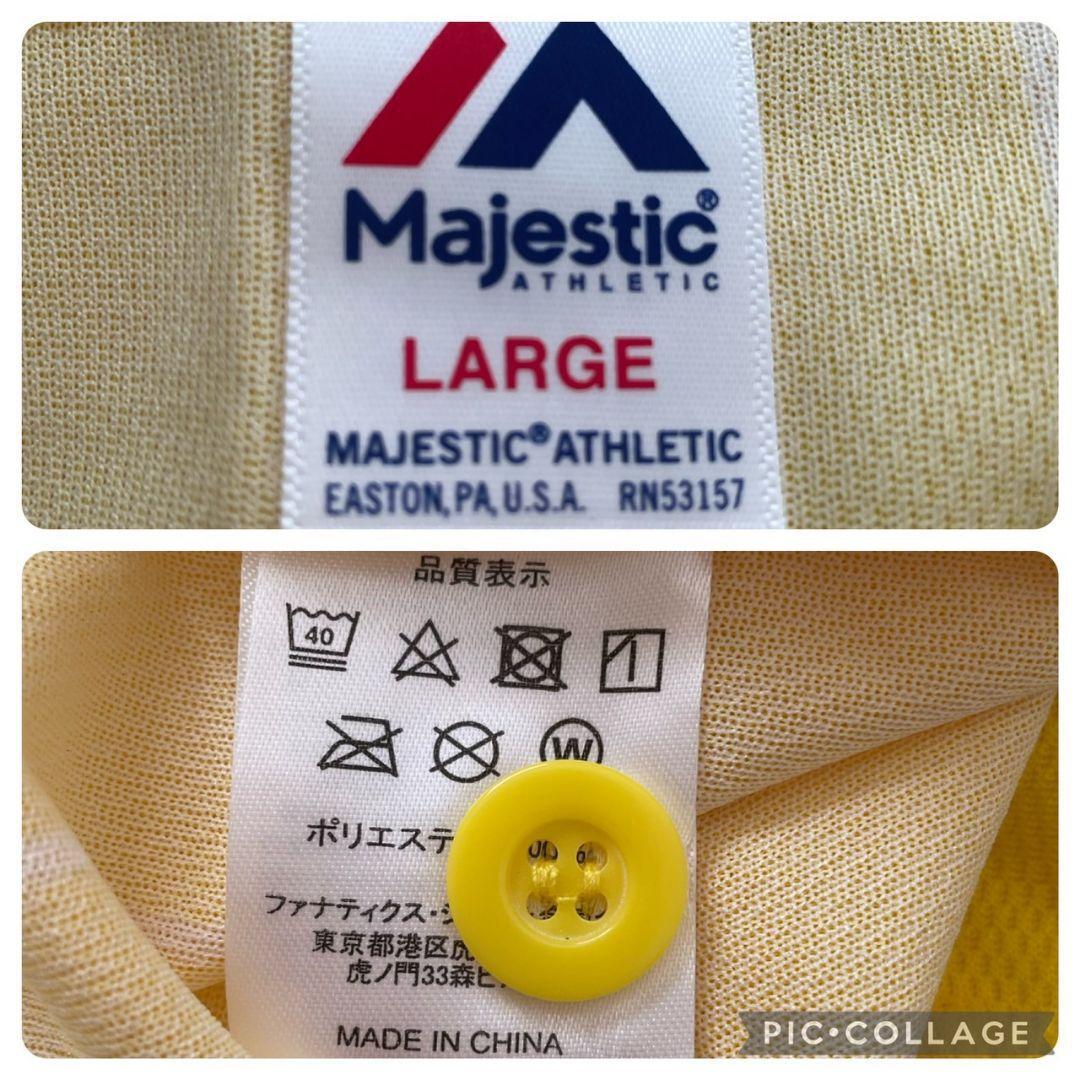 Majestic®
ATHLETIC
LARGE
MAJESTIC® ATHLETIC
EASTON, PA, U.S.A. RN53157
品質表示
40
W
ポリエステ
ファナティクス・
東京都港区虎
虎ノ門33森ビ
MADE IN CHINA
PIC•COLLAGE